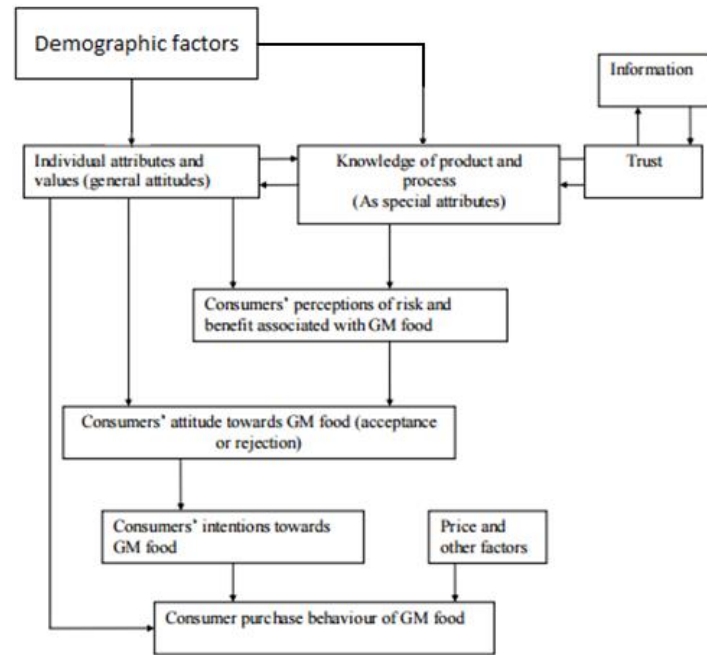 Demographic factors
Information
Individual attributes and
values (general attitudes)
Knowledge of product and
process
(As special attributes)
Trust
Consumers' perceptions of risk and
benefit associated with GM food
Consumers' attitude towards GM food (acceptance
or rejection)
Consumers' intentions towards
GM food
Price and
other factors
Consumer purchase behaviour of GM food